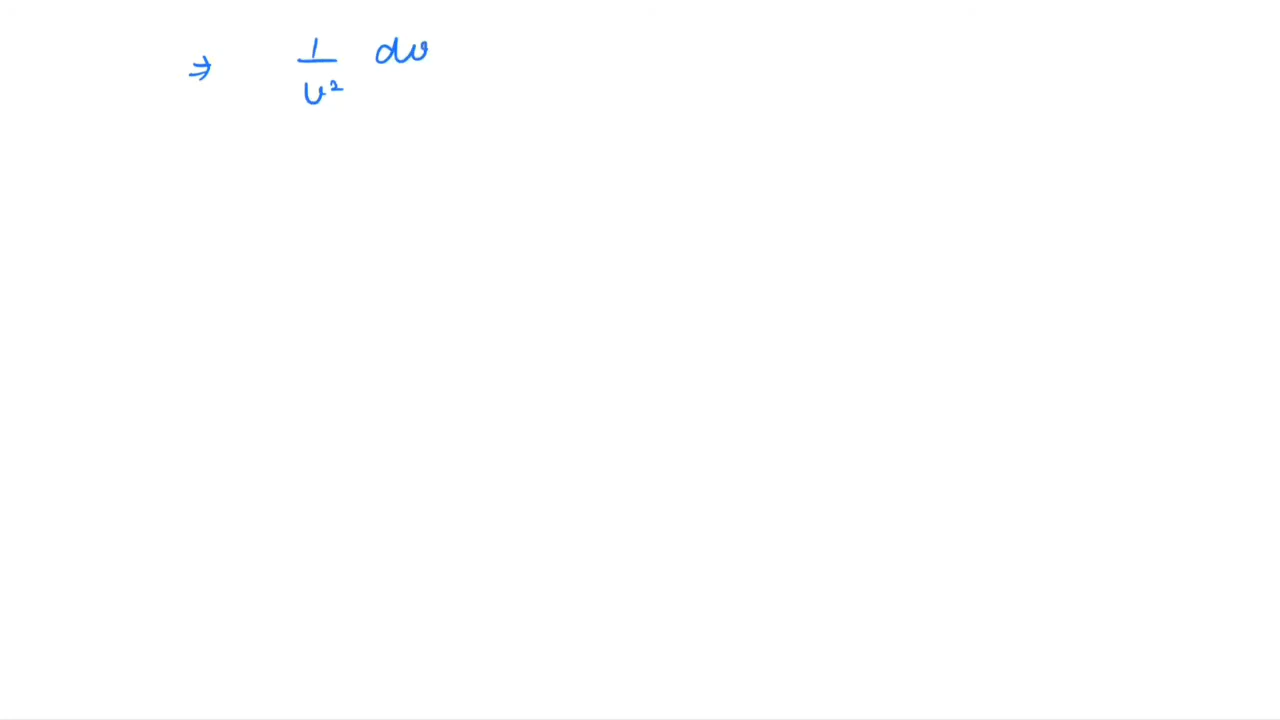 ⇒ 1/v² dv